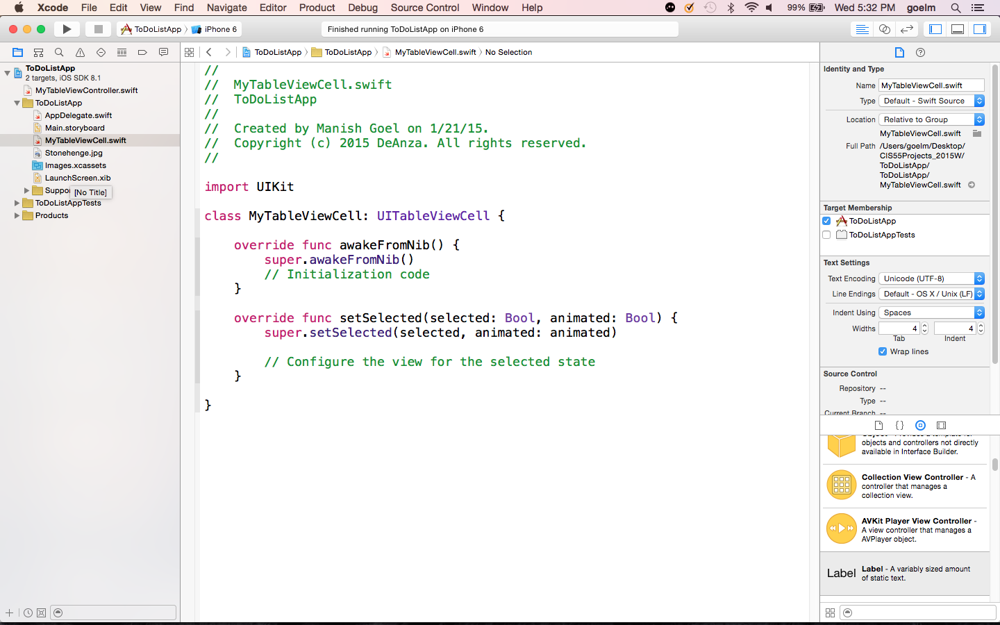 Xcode File Edit View Find Navigate Editor Product Debug Source Control Window Help 99% Wed 5:32 PM goelm
ToDoListApp iPhone 6 Finished running ToDoListApp on iPhone 6
ToDoListApp ToDoListApp MyTableViewCell.swift No Selection
ToDoListApp
2 targets, iOS SDK 8.1
MyTableViewController.swift
ToDoListApp
AppDelegate.swift
Main.storyboard
MyTableViewCell.swift
Stonehenge.jpg
Images.xcassets
LaunchScreen.xib
[No Title]
ToDoListAppTests
Products
//
//  MyTableViewCell.swift
//  ToDoListApp
//
//  Created by Manish Goel on 1/21/15.
//  Copyright (c) 2015 DeAnza. All rights reserved.
//
import UIKit
class MyTableViewCell: UITableViewCell {
    override func awakeFromNib() {
        super.awakeFromNib()
        // Initialization code
    }
    override func setSelected(selected: Bool, animated: Bool) {
        super.setSelected(selected, animated: animated)
        // Configure the view for the selected state
    }
}
Identity and Type
Name MyTableViewCell.swift
Type Default - Swift Source
Location Relative to Group
MyTableViewCell.swift
Full Path /Users/goelm/Desktop/
CIS55Projects_2015W/
ToDoListApp/
ToDoListApp/
MyTableViewCell.swift
Target Membership
ToDoListApp
ToDoListAppTests
Text Settings
Text Encoding Unicode (UTF-8)
Line Endings Default - OS X / Unix (LF)
Indent Using Spaces
Widths 4 4
Tab Indent
Wrap lines
Source Control
Repository --
Type --
Current Branch --
{}
objects and controllers not directly
available in Interface Builder.
Collection View Controller - A
controller that manages a
collection view.
AVKit Player View Controller -
A view controller that manages a
AVPlayer object.
Label
Label - A variably sized amount
of static text.